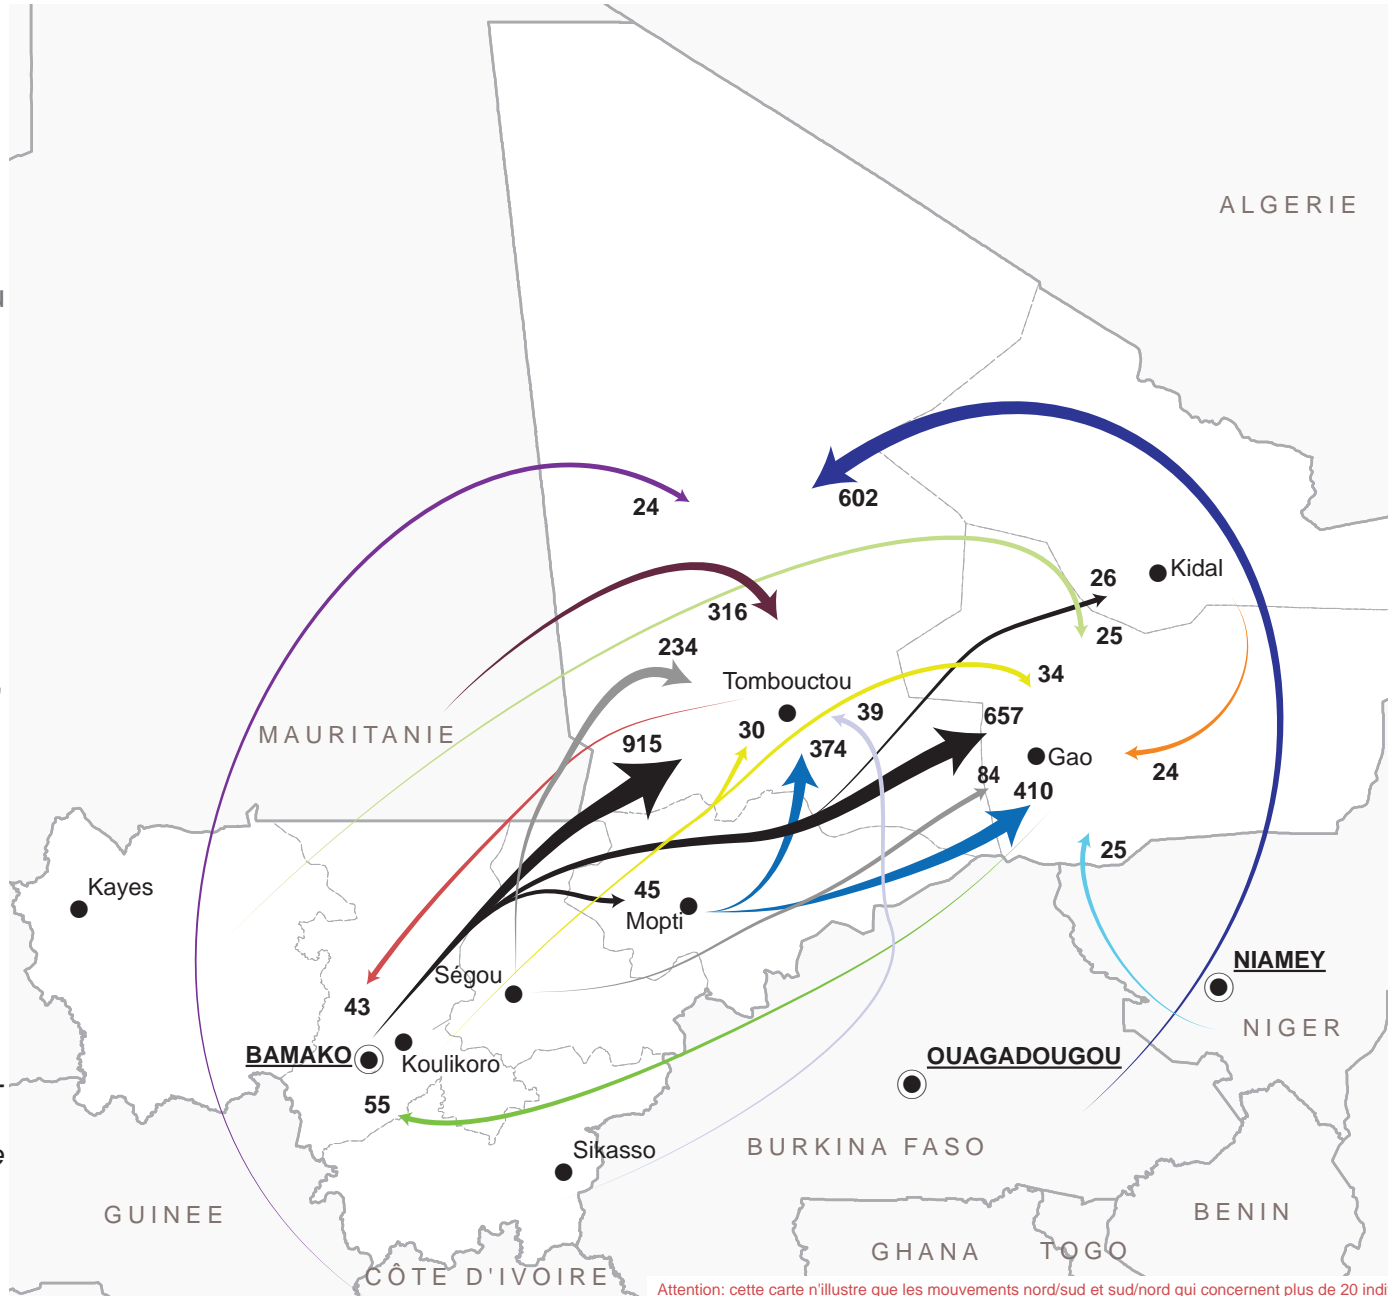 ALGERIE
602
24
26
Kidal
316
25
234
34
Tombouctou
39
657
MAURITANIE
30
915
374
Gao
84
24
410
25
Kayes
45
Mopti
NIAMEY
Ségou
43
NIGER
BAMAKO
Koulikoro
OUAGADOUGOU
55
BURKINA FASO
Sikasso
GUINEE
BENIN
GHANA
TOGO
CÔTE D'IVOIRE
Attention: cette carte n'illustre que les mouvements nord/sud et sud/nord qui concernent plus de 20 indi